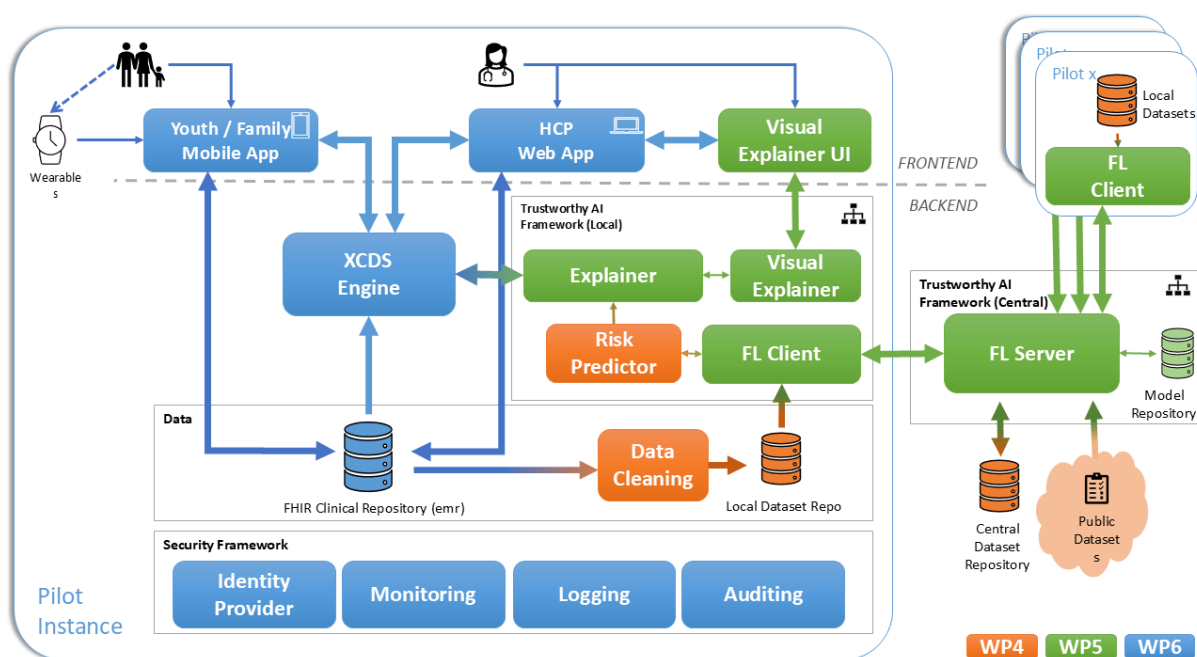 Pi
Pilot
Pilot x
Local
Datasets
FL
Client
Youth / Family
Mobile App
HCP
Web App
Visual
Explainer UI
Wearable
s
FRONTEND
BACKEND
Trustworthy AI
Framework (Local)
XCDS
Engine
Explainer
Visual
Explainer
Risk
Predictor
FL Client
Trustworthy AI
Framework (Central)
FL Server
Model
Repository
Data
Data
Cleaning
FHIR Clinical Repository (emr)
Local Dataset Repo
Central
Dataset
Repository
Public
Dataset
s
Security Framework
Identity
Provider
Monitoring
Logging
Auditing
Pilot
Instance
WP4
WP5
WP6